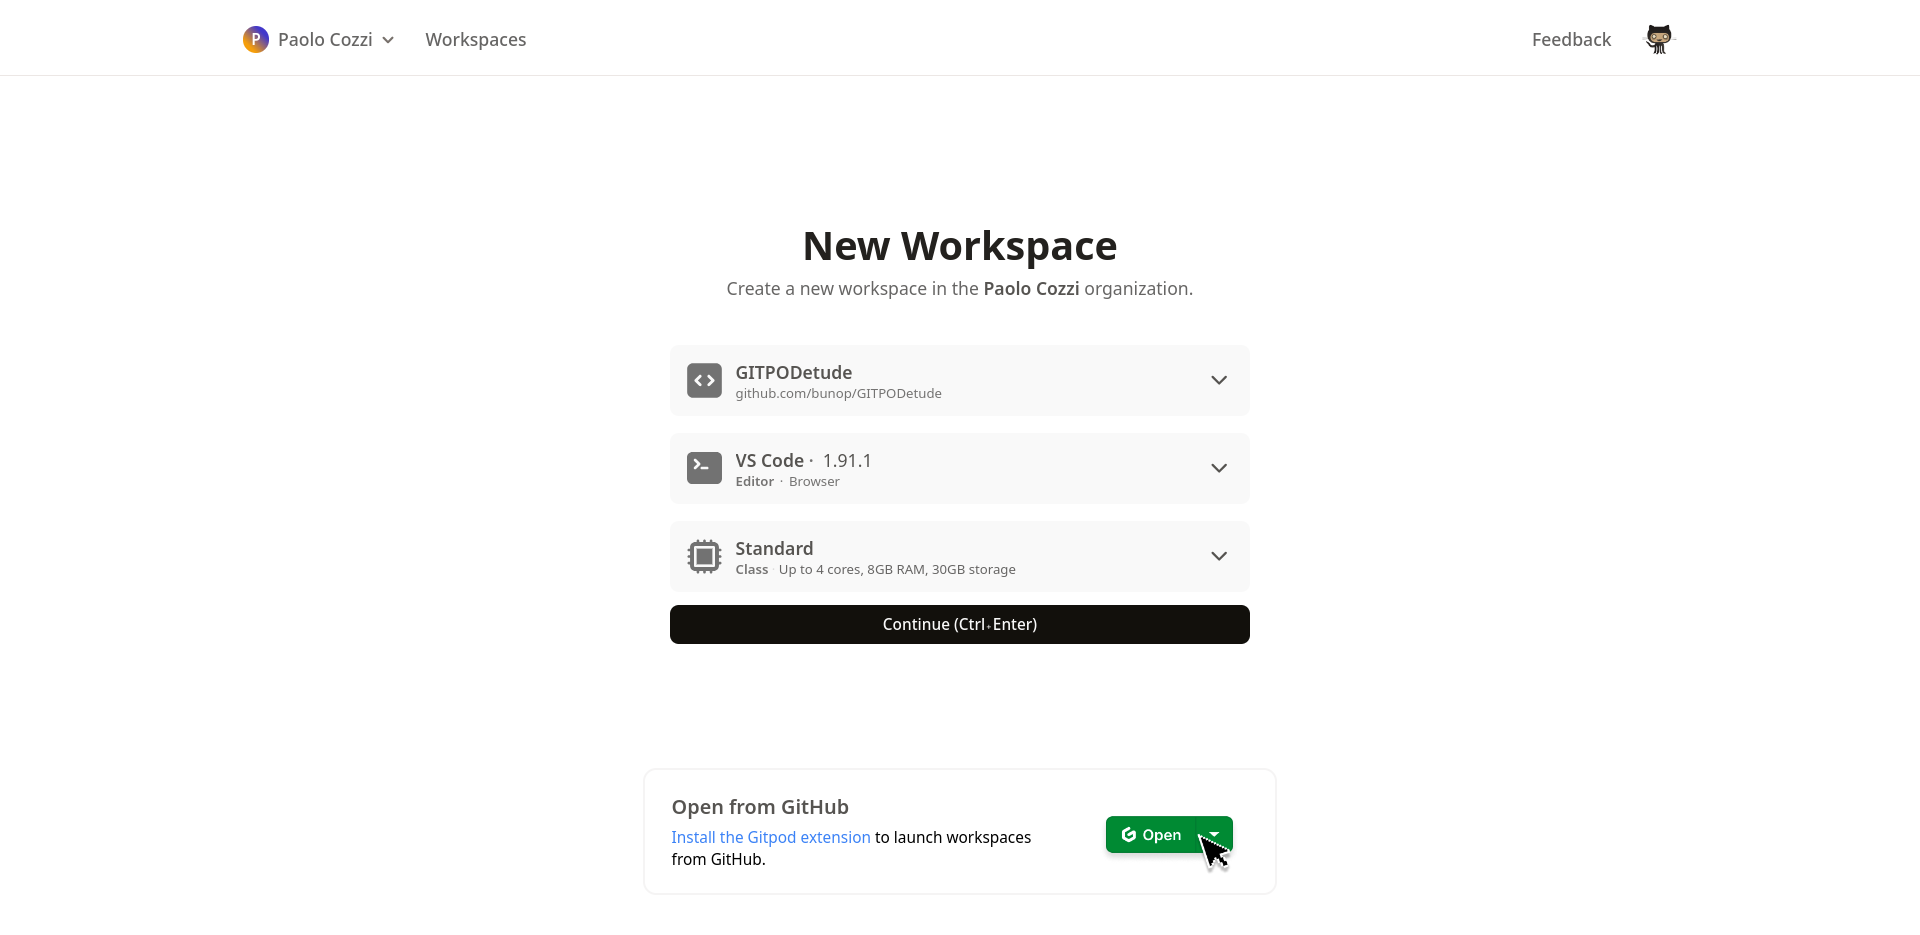 P Paolo Cozzi Workspaces Feedback
New Workspace
Create a new workspace in the Paolo Cozzi organization.
GITPODetude
github.com/bunop/GITPODetude
VS Code · 1.91.1
Editor · Browser
Standard
Class · Up to 4 cores, 8GB RAM, 30GB storage
Continue (Ctrl+Enter)
Open from GitHub
Install the Gitpod extension to launch workspaces
from GitHub.
Open